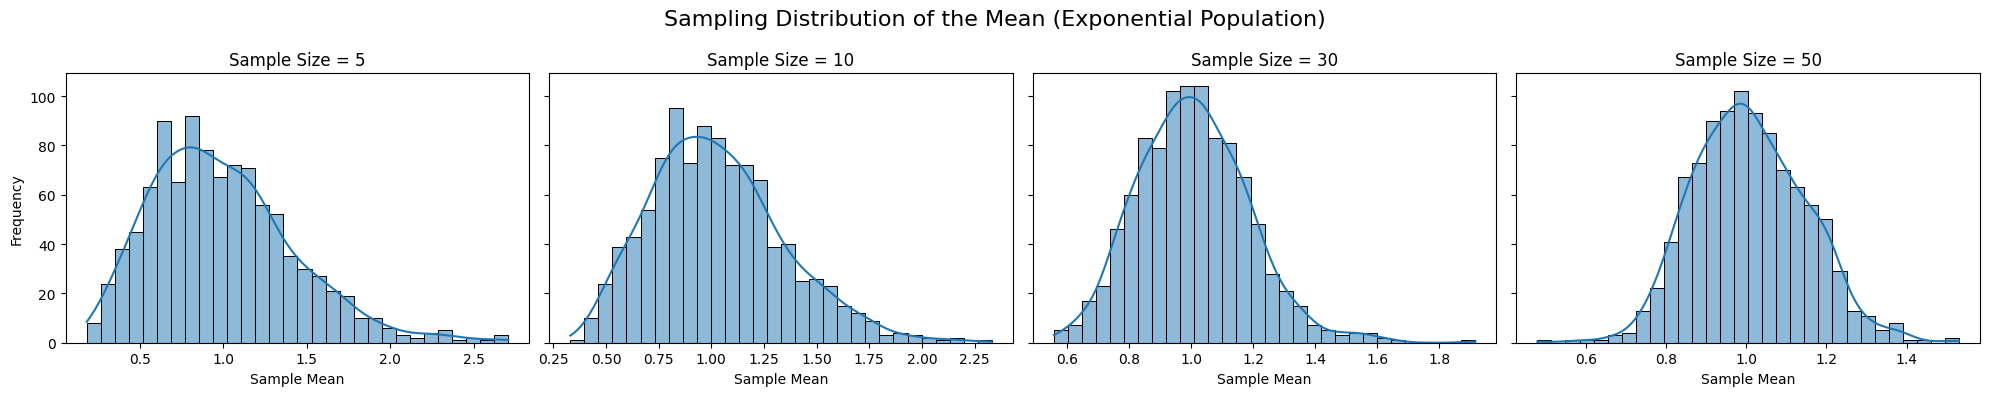 Sampling Distribution of the Mean (Exponential Population)
Sample Size = 5
Sample Size = 10
Sample Size = 30
Sample Size = 50
Frequency
100
80
60
40
20
0
0.5 1.0 1.5 2.0 2.5
0.25 0.50 0.75 1.00 1.25 1.50 1.75 2.00 2.25
0.6 0.8 1.0 1.2 1.4 1.6 1.8
0.6 0.8 1.0 1.2 1.4
Sample Mean
Sample Mean
Sample Mean
Sample Mean